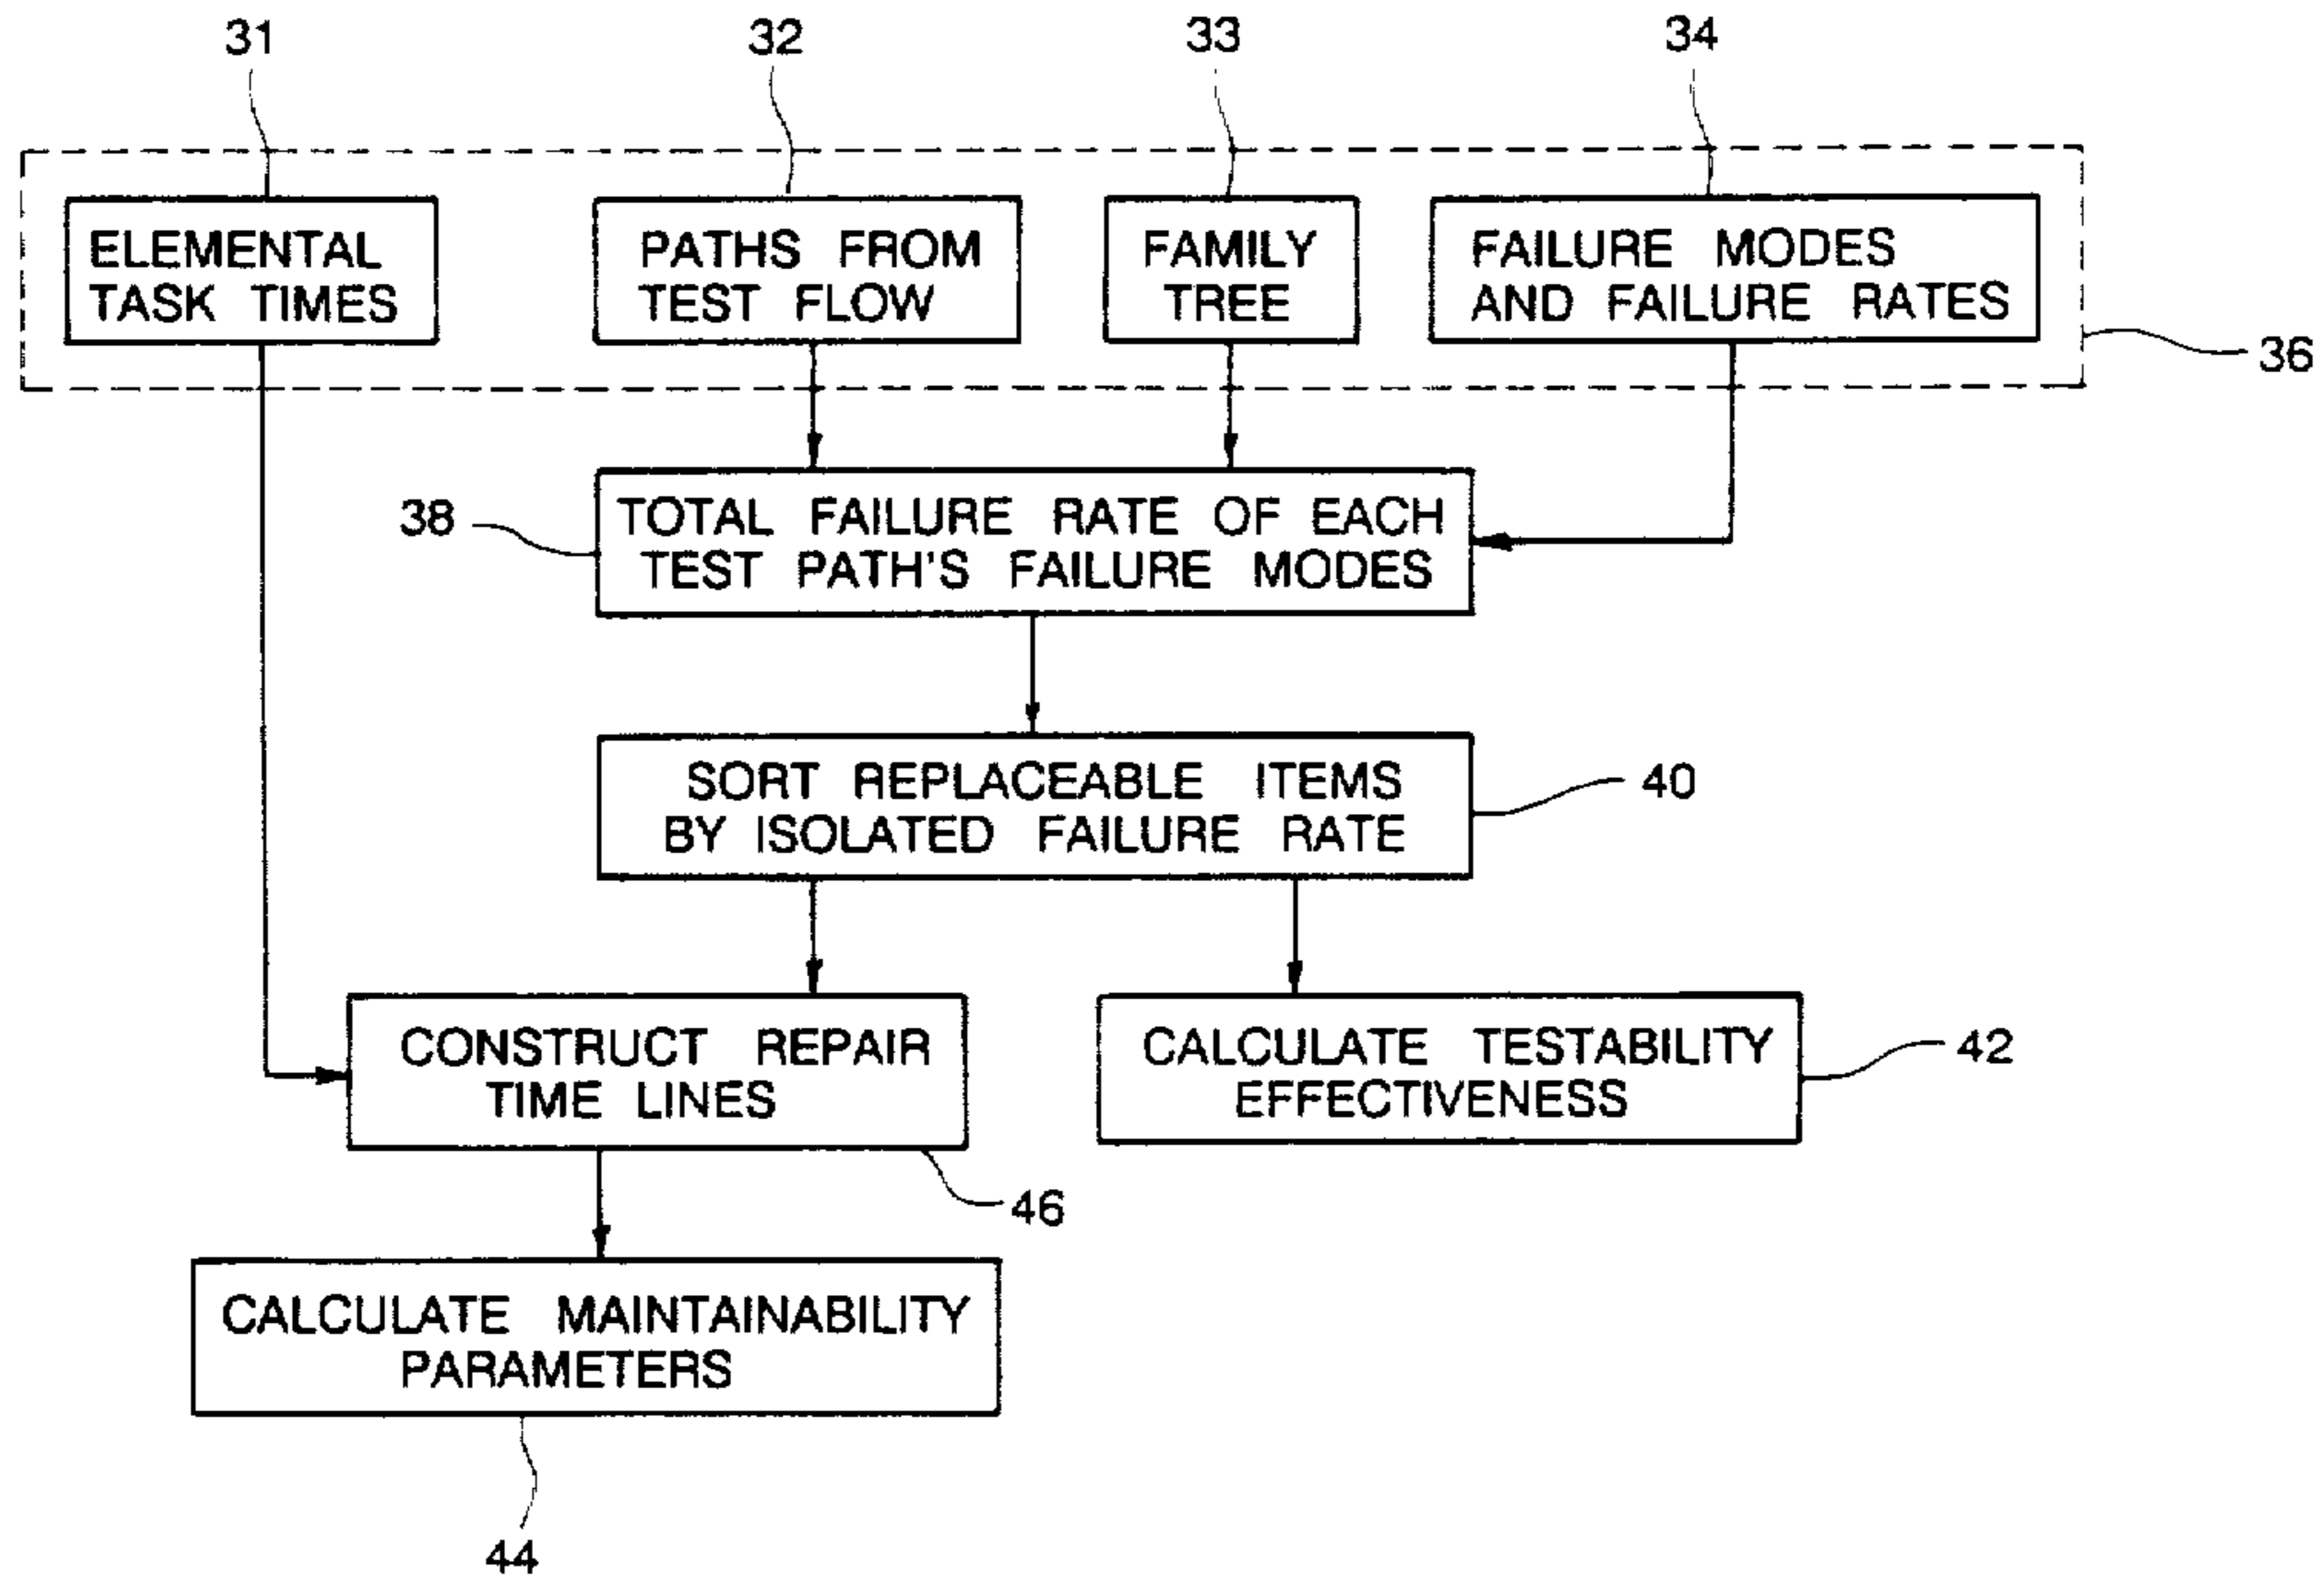 31
32
33
34
ELEMENTAL
TASK TIMES
PATHS FROM
TEST FLOW
FAMILY
TREE
FAILURE MODES
AND FAILURE RATES
36
38
TOTAL FAILURE RATE OF EACH
TEST PATH'S FAILURE MODES
SORT REPLACEABLE ITEMS
BY ISOLATED FAILURE RATE
40
CONSTRUCT REPAIR
TIME LINES
CALCULATE TESTABILITY
EFFECTIVENESS
42
46
CALCULATE MAINTAINABILITY
PARAMETERS
44